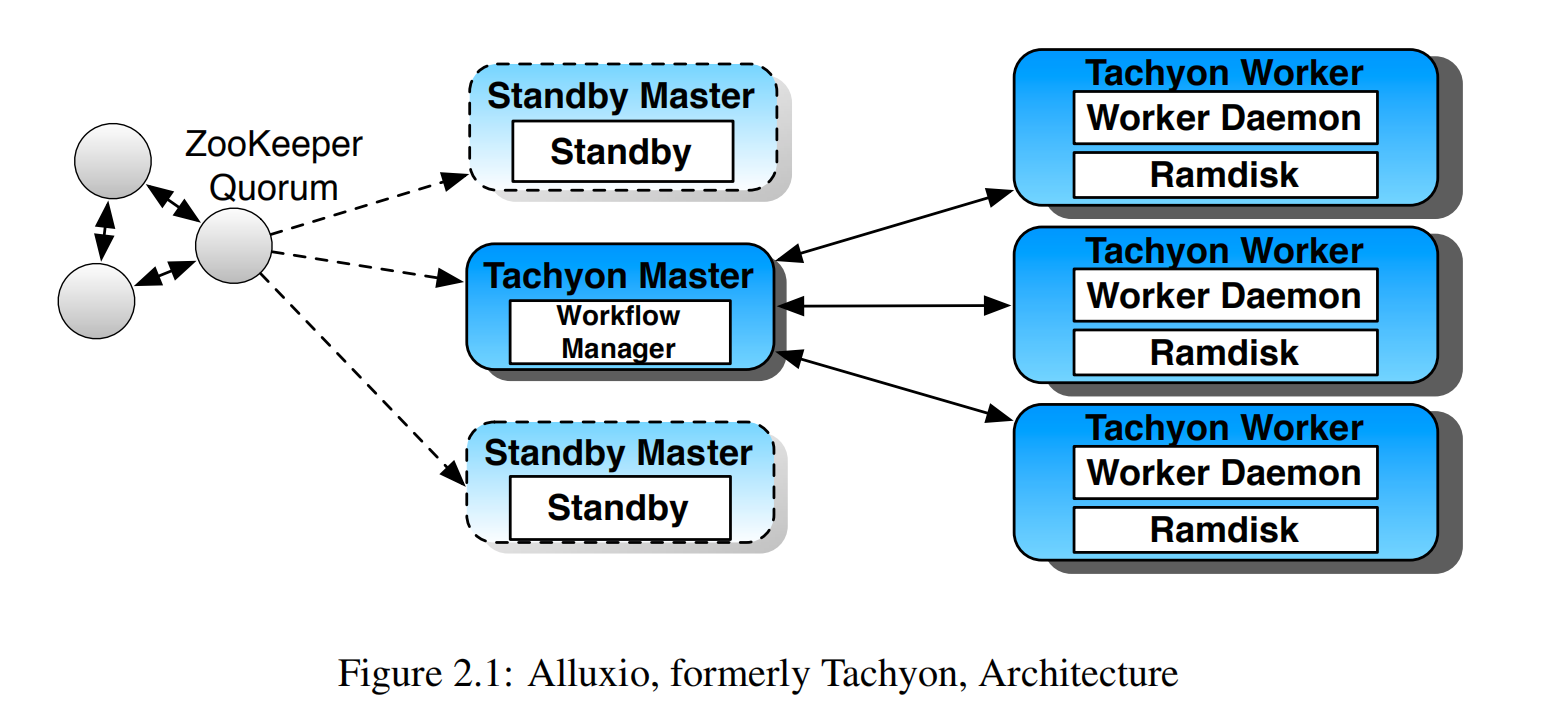 ZooKeeper
Quorum
Standby Master
Standby
Tachyon Master
Workflow
Manager
Standby Master
Standby
Tachyon Worker
Worker Daemon
Ramdisk
Tachyon Worker
Worker Daemon
Ramdisk
Tachyon Worker
Worker Daemon
Ramdisk
Figure 2.1: Alluxio, formerly Tachyon, Architecture